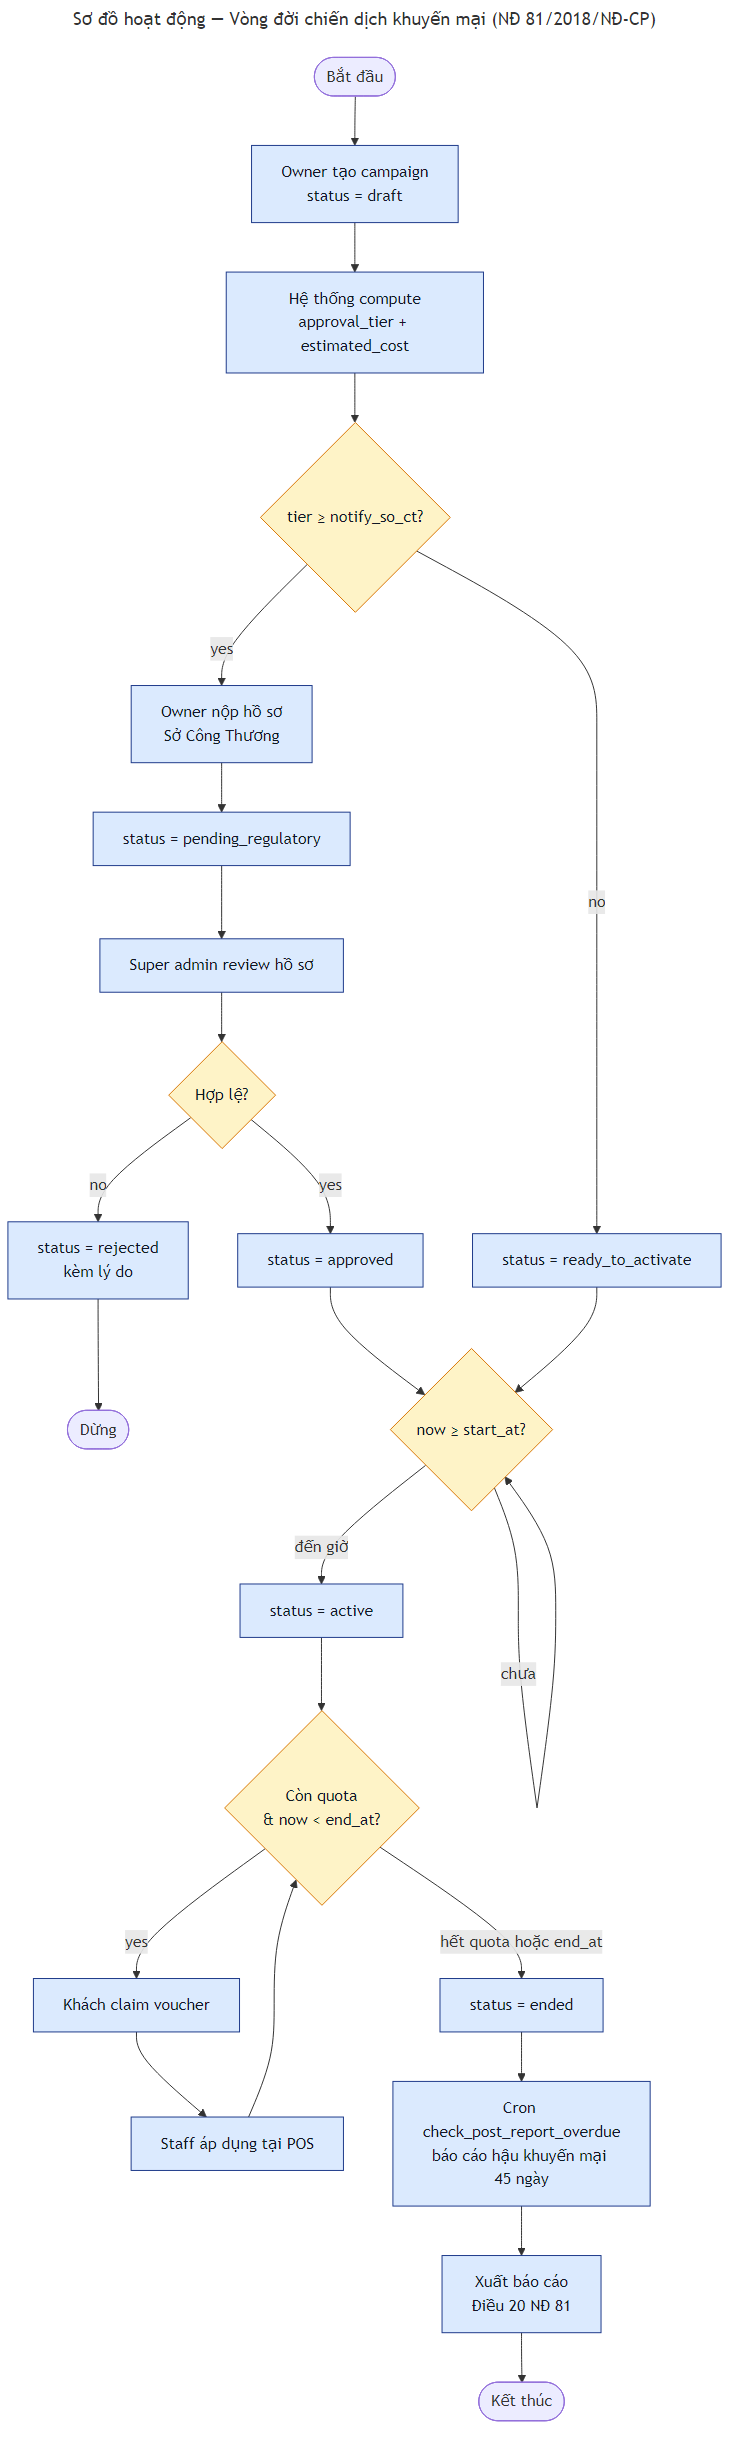 Sơ đồ hoạt động — Vòng đời chiến dịch khuyến mại (NĐ 81/2018/NĐ-CP)
Bắt đầu
Owner tạo campaign
status = draft
Hệ thống compute
approval_tier +
estimated_cost
tier ≥ notify_so_ct?
yes
Owner nộp hồ sơ
Sở Công Thương
status = pending_regulatory
no
Super admin review hồ sơ
Hợp lệ?
no
yes
status = rejected
kèm lý do
status = approved
status = ready_to_activate
Dừng
now ≥ start_at?
đến giờ
status = active
chưa
Còn quota
& now < end_at?
yes
hết quota hoặc end_at
Khách claim voucher
status = ended
Staff áp dụng tại POS
Cron
check_post_report_overdue
báo cáo hậu khuyến mại
45 ngày
Xuất báo cáo
Điều 20 NĐ 81
Kết thúc